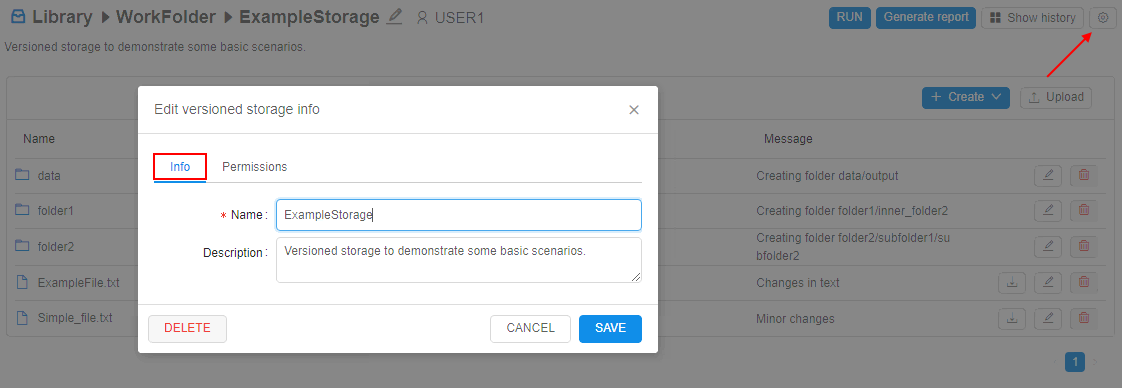 Library > WorkFolder > ExampleStorage USER1 RUN Generate report Show history
Versioned storage to demonstrate some basic scenarios.
Create Upload
Edit versioned storage info
Name Message
Info Permissions
data Creating folder data/output
folder1 Creating folder folder1/inner_folder2
* Name : ExampleStorage
folder2 Creating folder folder2/subfolder1/su
bfolder2
Description : Versioned storage to demonstrate some basic scenarios.
ExampleFile.txt Changes in text
Simple_file.txt Minor changes
DELETE CANCEL SAVE
< 1 >